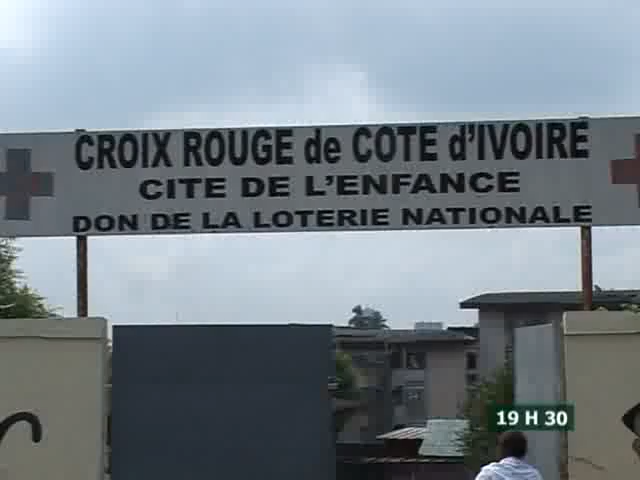 CROIX ROUGE de COTE d'IVOIRE
CITE DE L'ENFANCE
DON DE LA LOTERIE NATIONALE
19 H 30